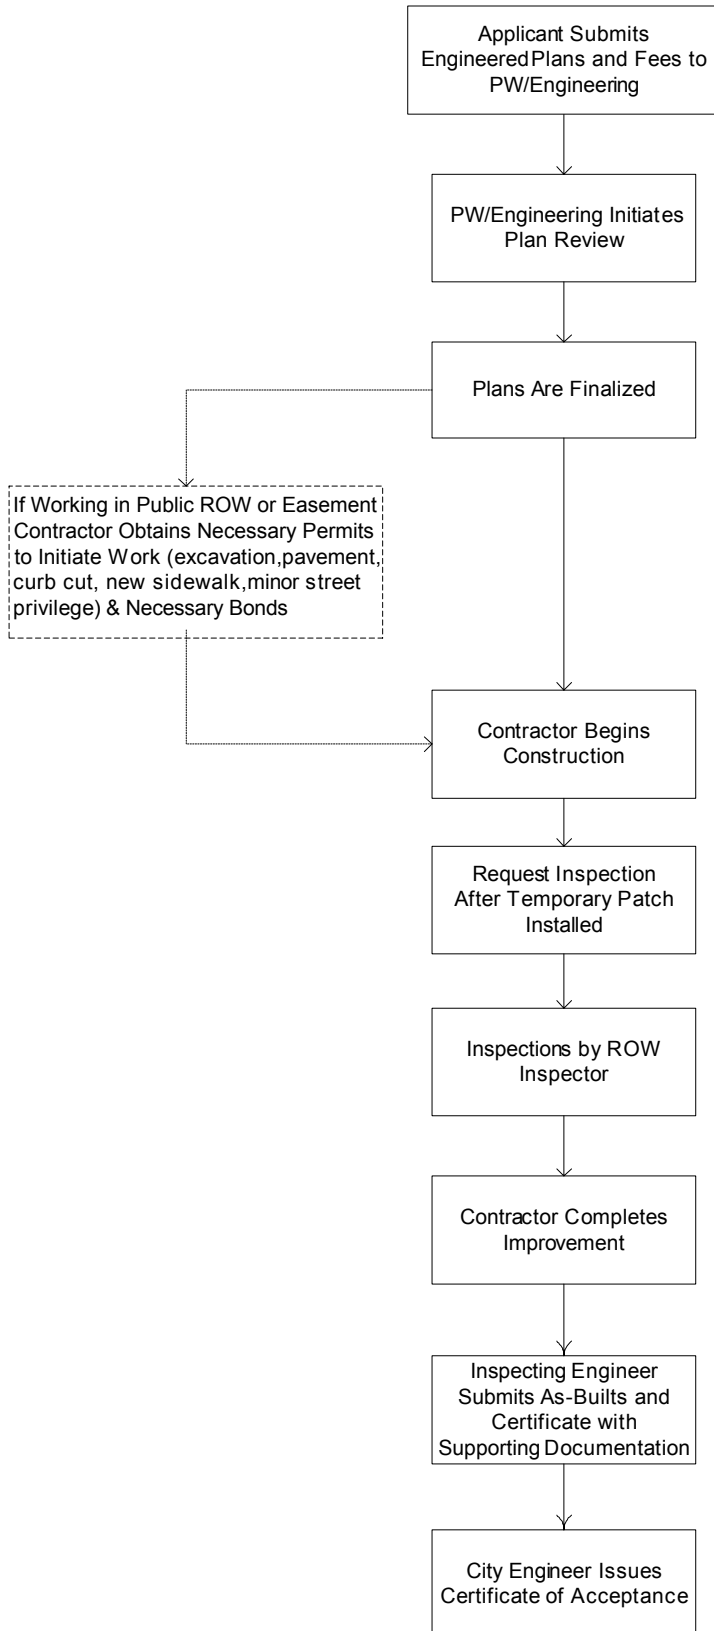 Applicant Submits
Engineered Plans and Fees to
PW/Engineering
PW/Engineering Initiates
Plan Review
Plans Are Finalized
If Working in Public ROW or Easement
Contractor Obtains Necessary Permits
to Initiate Work (excavation,pavement,
curb cut, new sidewalk,minor street
privilege) & Necessary Bonds
Contractor Begins
Construction
Request Inspection
After Temporary Patch
Installed
Inspections by ROW
Inspector
Contractor Completes
Improvement
Inspecting Engineer
Submits As-Builts and
Certificate with
Supporting Documentation
City Engineer Issues
Certificate of Acceptance